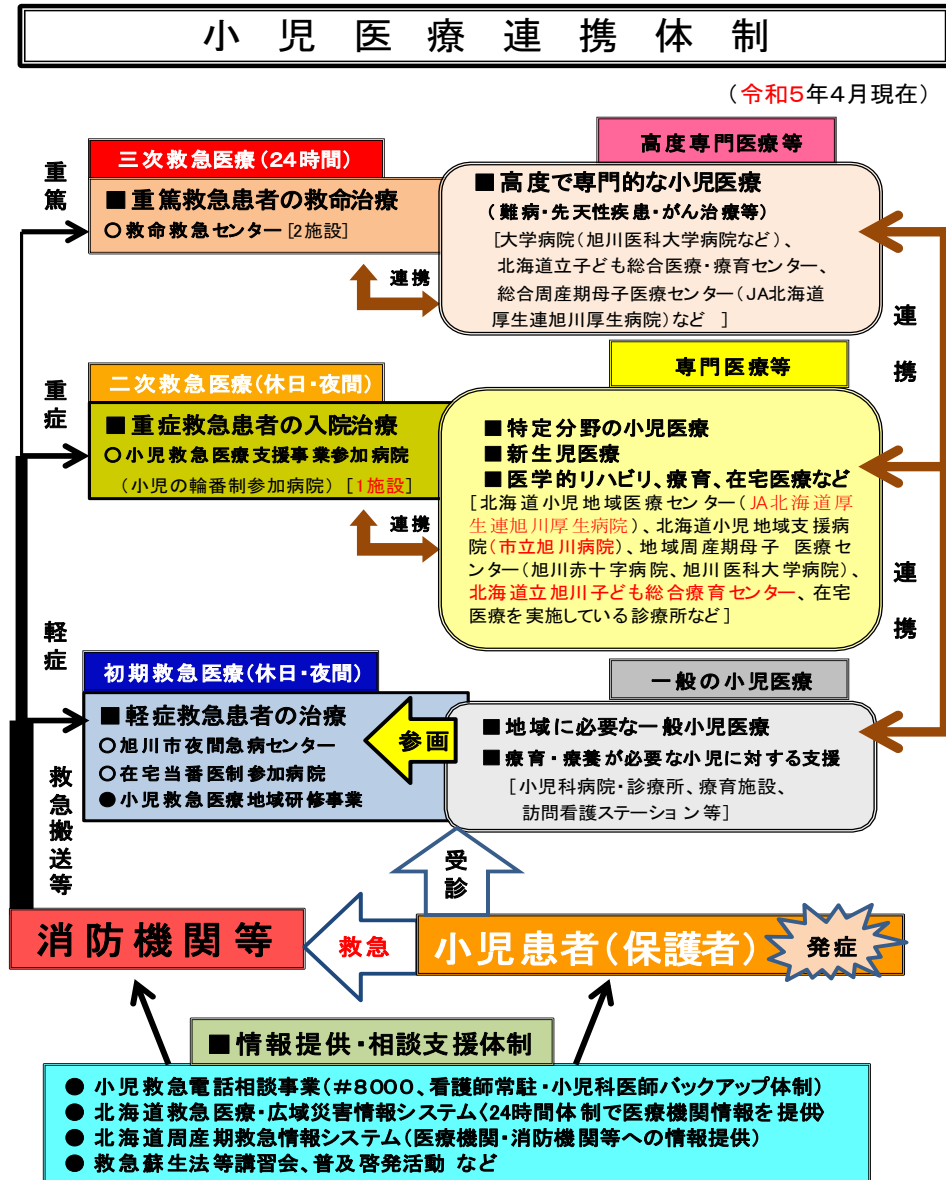 小児医療連携体制
（令和5年4月現在）
重篤
三次救急医療（24時間）
■重篤救急患者の救命治療
○救命救急センター［2施設］
高度専門医療等
■高度で専門的な小児医療
（難病・先天性疾患・がん治療等）
［大学病院（旭川医科大学病院など）、
北海道立子ども総合医療・療育センター、
総合周産期母子医療センター（JA北海道
厚生連旭川厚生病院）など　］
連携
連携
重症
二次救急医療（休日・夜間）
■重症救急患者の入院治療
○小児救急医療支援事業参加病院
（小児の輪番制参加病院）［1施設］
専門医療等
■特定分野の小児医療
■新生児医療
■医学的リハビリ、療育、在宅医療など
［北海道小児地域医療センター（JA北海道厚
生連旭川厚生病院）、北海道小児地域支援病
院（市立旭川病院）、地域周産期母子　医療セ
ンター（旭川赤十字病院、旭川医科大学病院）、
北海道立旭川子ども総合療育センター、在宅
医療を実施している診療所など］
連携
連携
軽症
初期救急医療（休日・夜間）
■軽症救急患者の治療
○旭川市夜間急病センター
○在宅当番医制参加病院
●小児救急医療地域研修事業
参画
一般の小児医療
■地域に必要な一般小児医療
■療育・療養が必要な小児に対する支援
［小児科病院・診療所、療育施設、
訪問看護ステーション等］
救急搬送等
受診
消防機関等
救急
小児患者（保護者）
発症
■情報提供・相談支援体制
● 小児救急電話相談事業（＃8000、看護師常駐・小児科医師バックアップ体制）
● 北海道救急医療・広域災害情報システム（24時間体制で医療機関情報を提供）
● 北海道周産期救急情報システム（医療機関・消防機関等への情報提供）
● 救急蘇生法等講習会、普及啓発活動 など